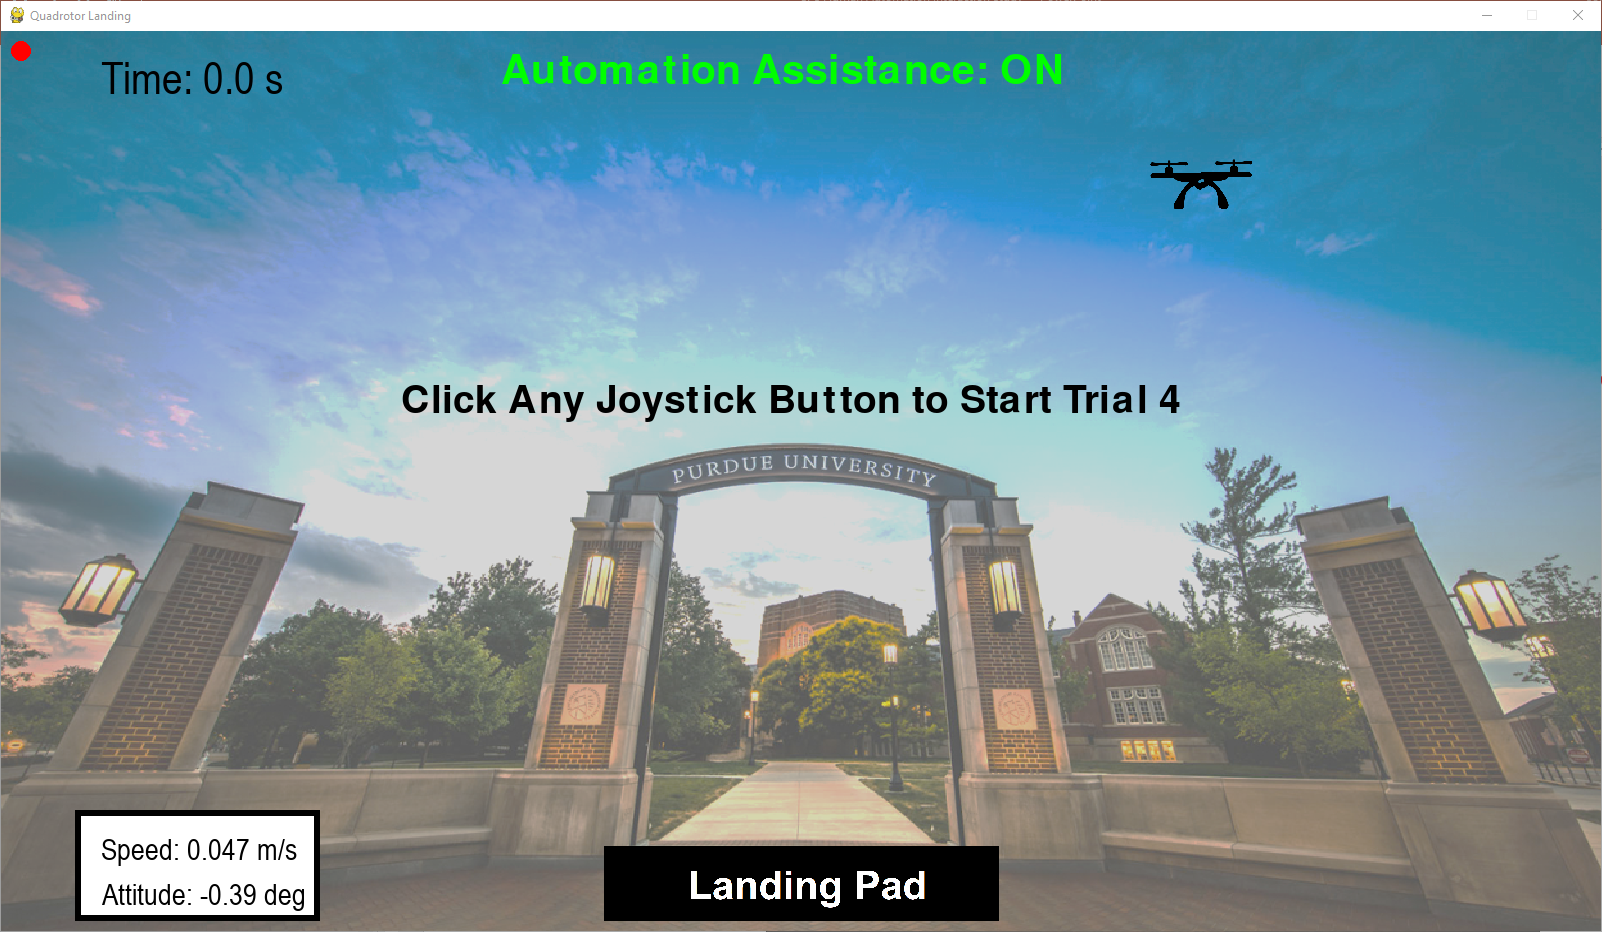 Quadrotor Landing
Time: 0.0 s
Automation Assistance: ON
Click Any Joystick Button to Start Trial 4
PURDUE UNIVERSITY
Speed: 0.047 m/s
Attitude: -0.39 deg
Landing Pad